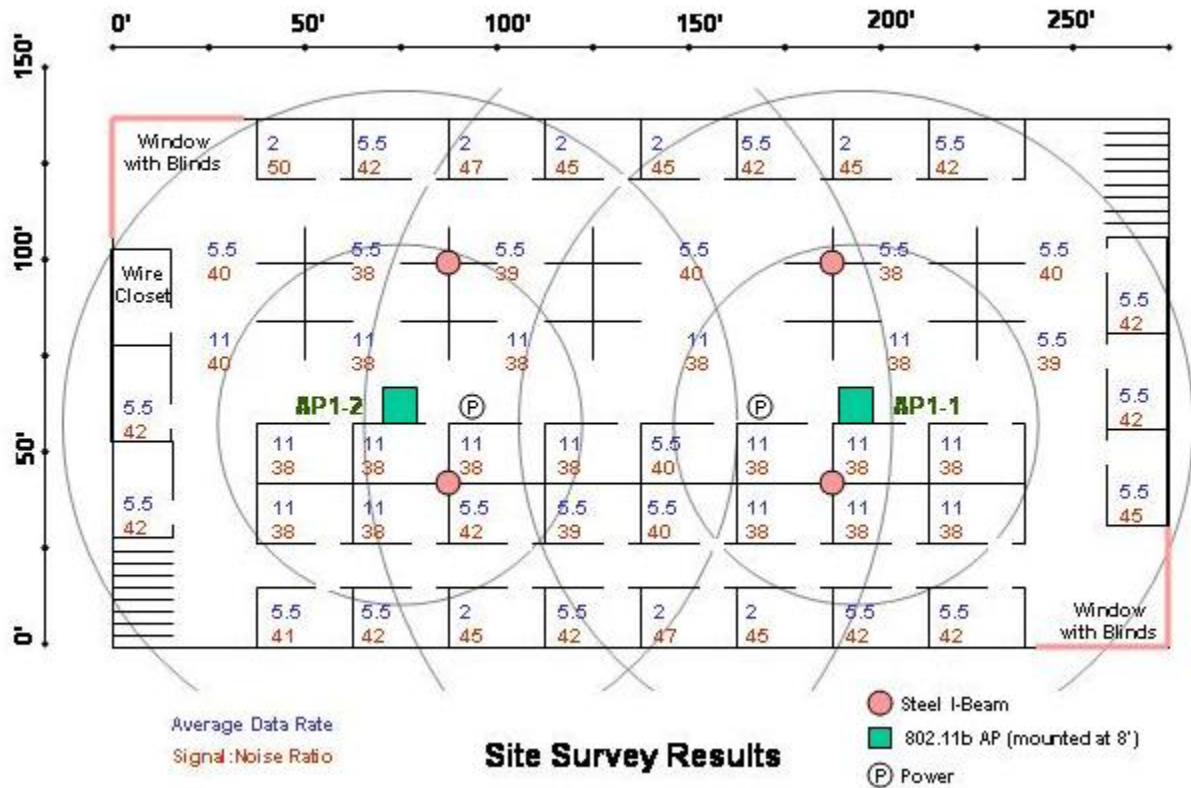 0' 50' 100' 150' 200' 250'
150'
100'
50'
0'
Window
with Blinds
2 5.5 2 2 2 5.5 2 5.5
50 42 47 45 45 42 45 42
5.5 5.5 5.5 5.5 5.5 5.5
40 38 39 40 38 40
Wire
Closet
5.5
42
11 11 11 11 11 5.5
40 38 38 38 38 39
AP1-2 P P AP1-1
5.5
42
5.5
42
11 11 11 11 5.5 11 11 11
38 38 38 38 40 38 38 38
11 11 5.5 5.5 5.5 11 11 11
38 38 42 39 40 38 38 38
5.5
42
5.5
45
5.5 5.5 2 5.5 2 2 5.5 5.5
41 42 45 42 47 45 42 42
Window
with Blinds
Average Data Rate
Signal:Noise Ratio
Site Survey Results
Steel I-Beam
802.11b AP (mounted at 8')
P Power